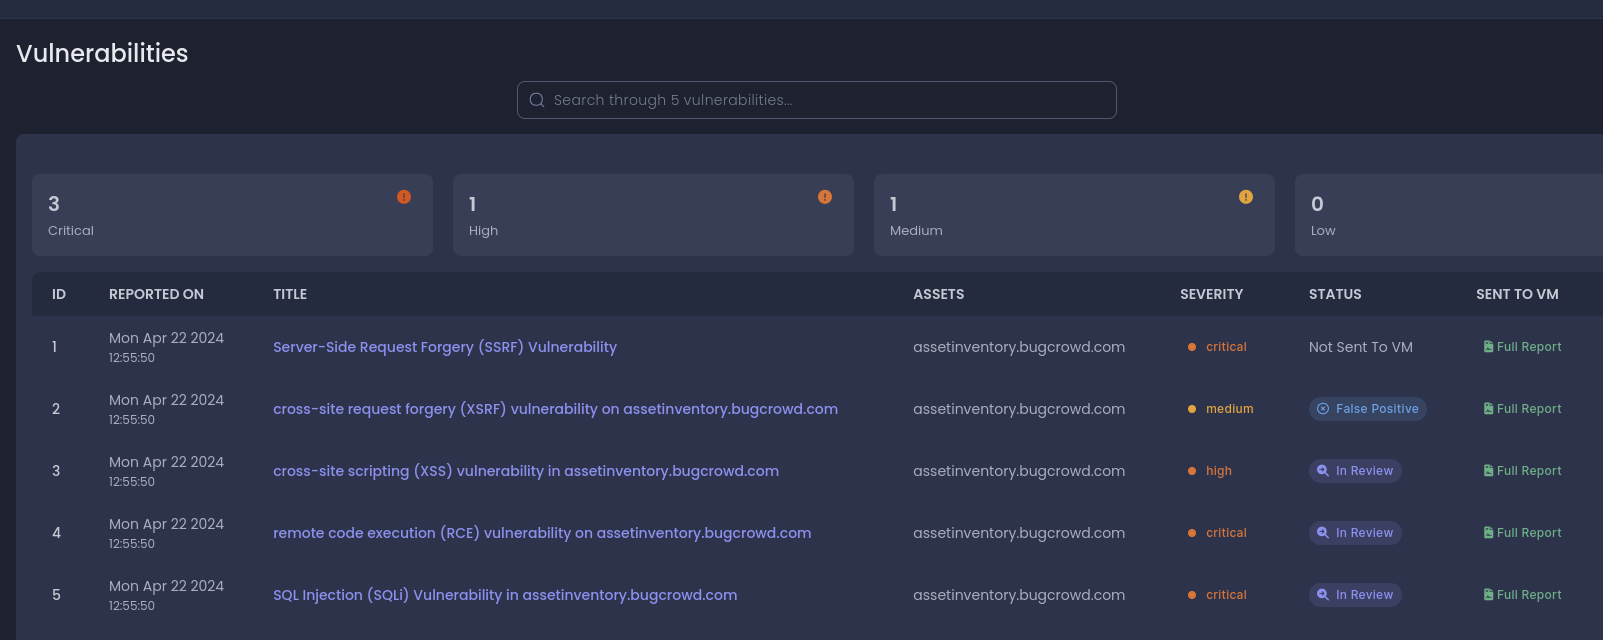 Vulnerabilities
Search through 5 vulnerabilities...
3
Critical
1
High
1
Medium
0
Low
ID REPORTED ON TITLE ASSETS SEVERITY STATUS SENT TO VM
1 Mon Apr 22 2024 12:55:50 Server-Side Request Forgery (SSRF) Vulnerability assetinventory.bugcrowd.com critical Not Sent To VM Full Report
2 Mon Apr 22 2024 12:55:50 cross-site request forgery (XSRF) vulnerability on assetinventory.bugcrowd.com assetinventory.bugcrowd.com medium False Positive Full Report
3 Mon Apr 22 2024 12:55:50 cross-site scripting (XSS) vulnerability in assetinventory.bugcrowd.com assetinventory.bugcrowd.com high In Review Full Report
4 Mon Apr 22 2024 12:55:50 remote code execution (RCE) vulnerability on assetinventory.bugcrowd.com assetinventory.bugcrowd.com critical In Review Full Report
5 Mon Apr 22 2024 12:55:50 SQL Injection (SQLi) Vulnerability in assetinventory.bugcrowd.com assetinventory.bugcrowd.com critical In Review Full Report